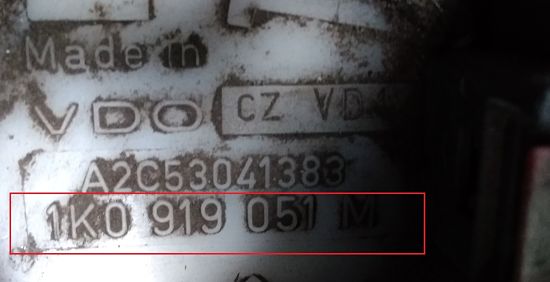 Made in
VDO CZ VD
A2C53041383
1K0 919 051 M